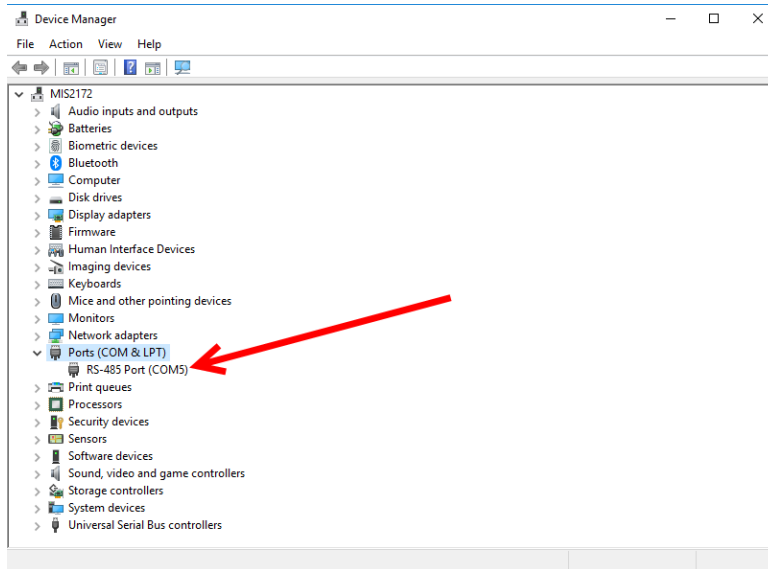 Device Manager
File Action View Help
MIS2172
Audio inputs and outputs
Batteries
Biometric devices
Bluetooth
Computer
Disk drives
Display adapters
Firmware
Human Interface Devices
Imaging devices
Keyboards
Mice and other pointing devices
Monitors
Network adapters
Ports (COM & LPT)
RS-485 Port (COM5)
Print queues
Processors
Security devices
Sensors
Software devices
Sound, video and game controllers
Storage controllers
System devices
Universal Serial Bus controllers